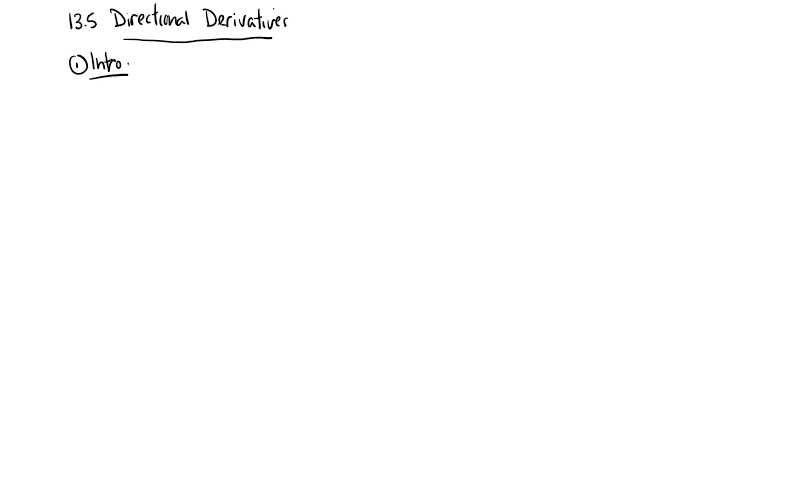 13.5 Directional Derivatives
① Intro.